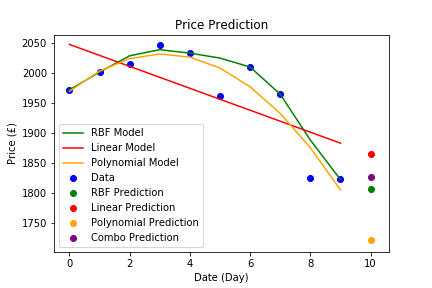 Price Prediction
2050
2000
1950
1900
1850
1800
1750
Price (£)
RBF Model
Linear Model
Polynomial Model
Data
RBF Prediction
Linear Prediction
Polynomial Prediction
Combo Prediction
0 2 4 6 8 10
Date (Day)